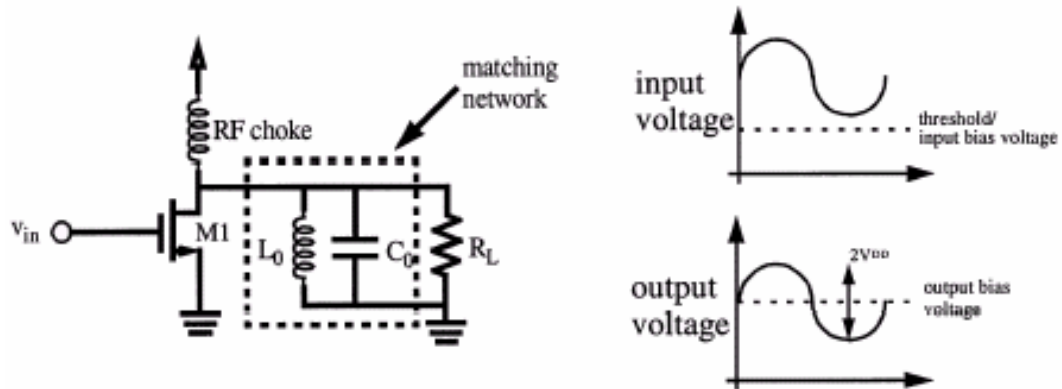 matching
network
RF choke
v_in
M1
L_0
C_0
R_L
input
voltage
threshold/
input bias voltage
output
voltage
2V_DD
output bias
voltage